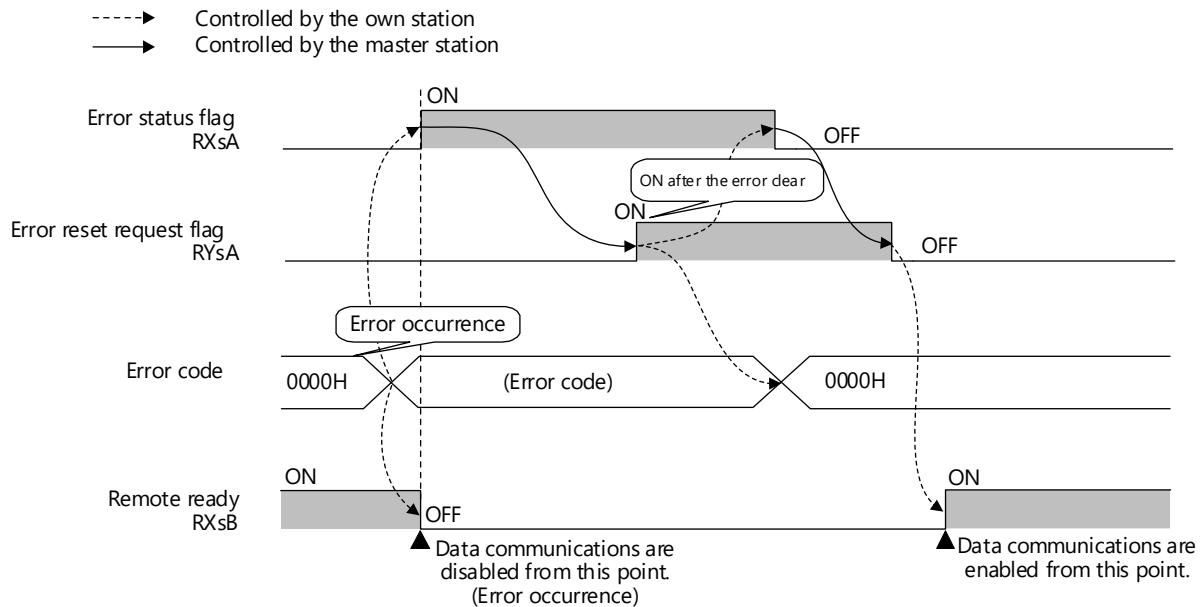 Controlled by the own station
Controlled by the master station
ON
Error status flag
RXsA
OFF
ON after the error clear
ON
Error reset request flag
RYsA
OFF
Error occurrence
Error code
0000H
(Error code)
0000H
ON
ON
Remote ready
RXsB
OFF
Data communications are
disabled from this point.
(Error occurrence)
Data communications are
enabled from this point.